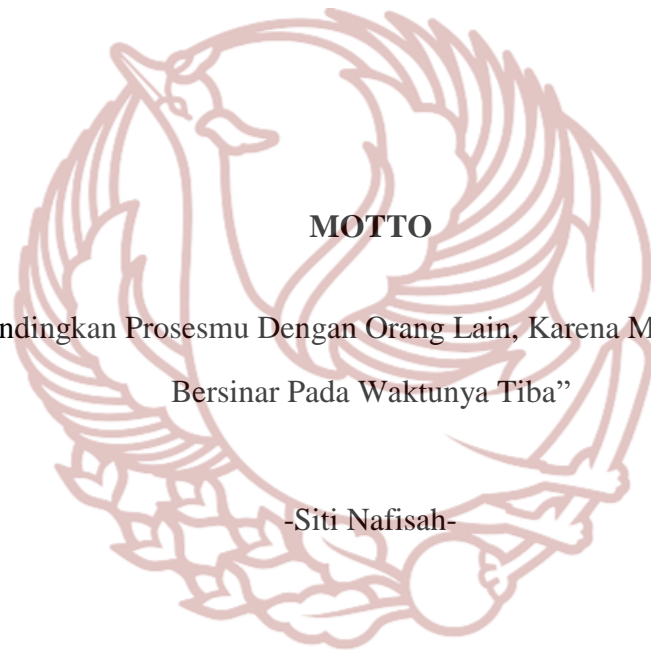 MOTTO
ndingkan Prosesmu Dengan Orang Lain, Karena M
Bersinar Pada Waktunya Tiba”
-Siti Nafisah-